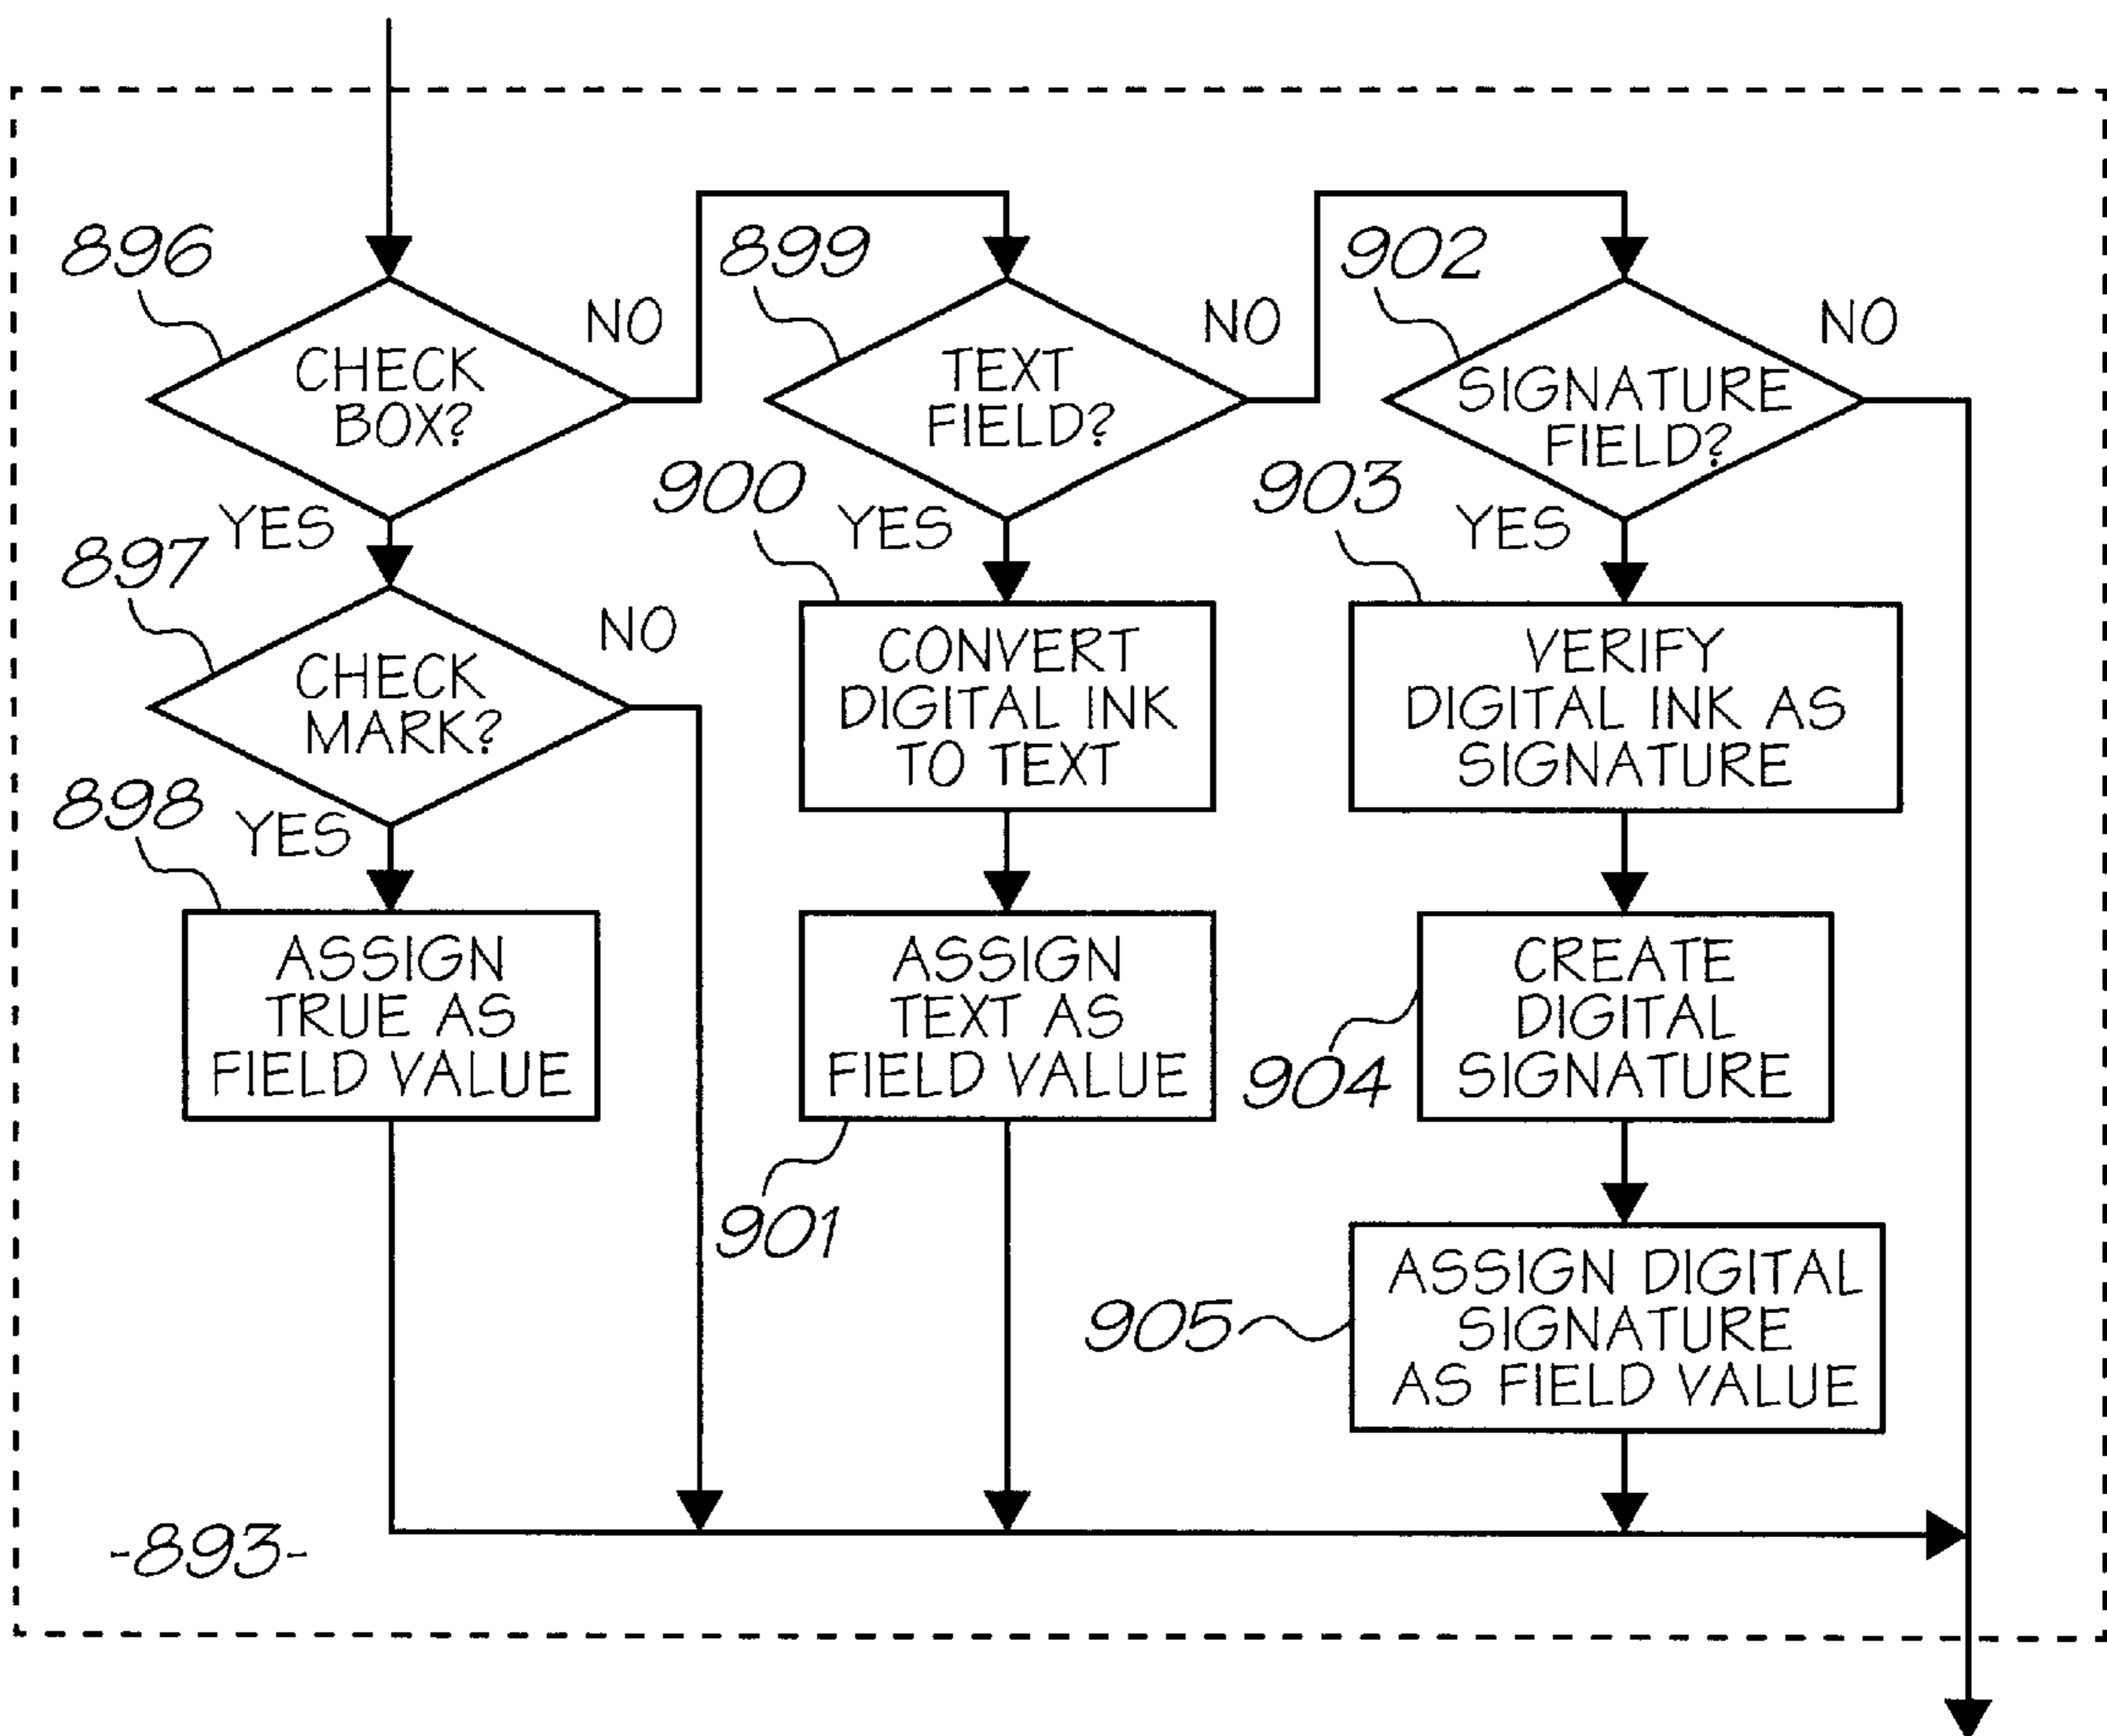 896
CHECK
BOX?
NO
YES
897
CHECK
MARK?
NO
YES
898
ASSIGN
TRUE AS
FIELD VALUE
899
TEXT
FIELD?
NO
YES
900
CONVERT
DIGITAL INK
TO TEXT
ASSIGN
TEXT AS
FIELD VALUE
901
902
SIGNATURE
FIELD?
NO
YES
903
VERIFY
DIGITAL INK AS
SIGNATURE
CREATE
DIGITAL
SIGNATURE
904
ASSIGN DIGITAL
SIGNATURE
AS FIELD VALUE
905
-893-